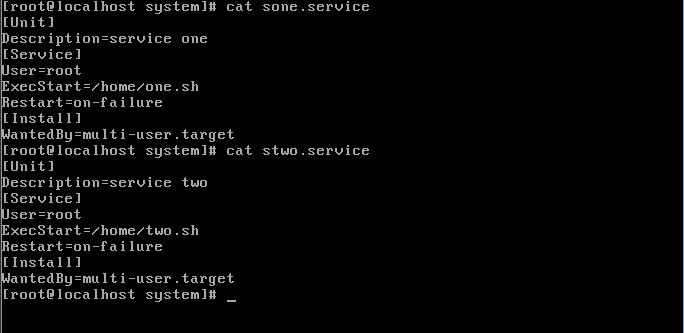 [root@localhost system]# cat sone.service
[Unit]
Description=service one
[Service]
User=root
ExecStart=/home/one.sh
Restart=on-failure
[Install]
WantedBy=multi-user.target
[root@localhost system]# cat stwo.service
[Unit]
Description=service two
[Service]
User=root
ExecStart=/home/two.sh
Restart=on-failure
[Install]
WantedBy=multi-user.target
[root@localhost system]# _